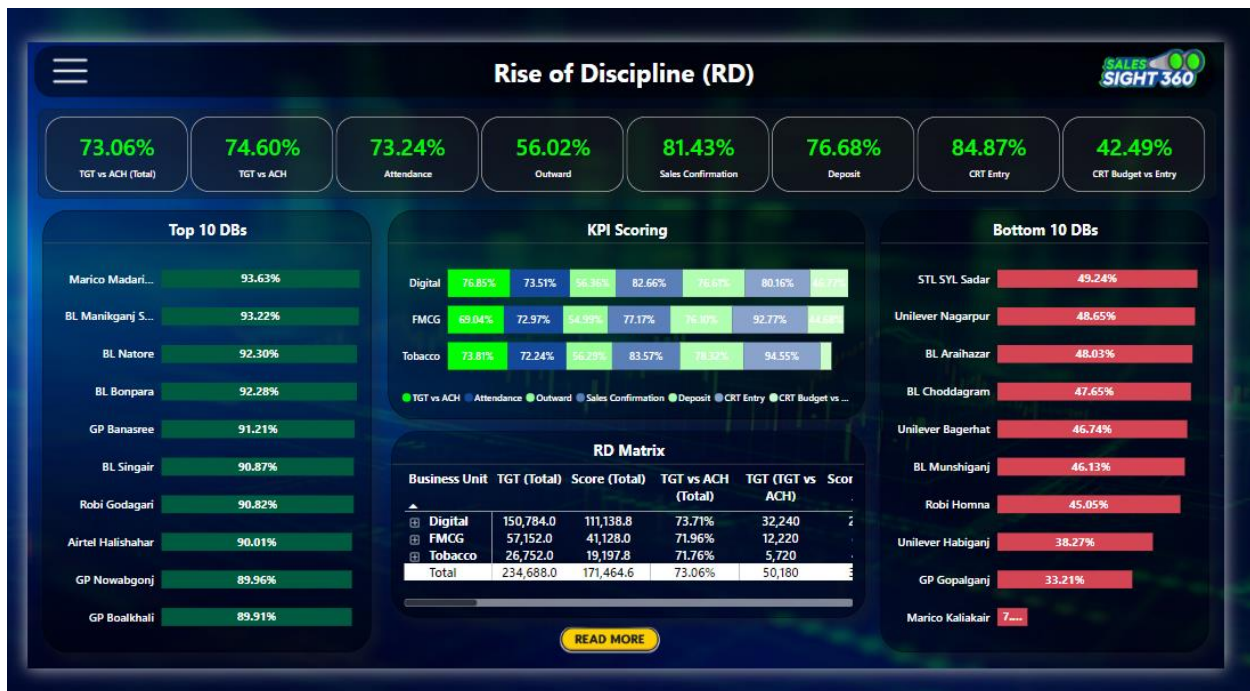 Rise of Discipline (RD)
SALES
SIGHT 360
73.06% 74.60% 73.24% 56.02% 81.43% 76.68% 84.87% 42.49%
TGT vs ACH (Total) TGT vs ACH Attendance Outward Sales Confirmation Deposit CRT Entry CRT Budget vs Entry
Top 10 DBs
Marico Madari... 93.63%
BL Manikganj S... 93.22%
BL Natore 92.30%
BL Bonpara 92.28%
GP Banasree 91.21%
BL Singair 90.87%
Robi Godagari 90.82%
Airtel Halishahar 90.01%
GP Nowabgonj 89.96%
GP Boalkhali 89.91%
KPI Scoring
Digital 76.85% 73.51% 56.36% 82.66% 76.67% 80.16%
FMCG 69.04% 72.97% 54.99% 77.17% 92.77%
Tobacco 73.81% 72.24% 56.29% 83.57% 78.32% 94.55%
TGT vs ACH Attendance Outward Sales Confirmation Deposit CRT Entry CRT Budget vs ...
RD Matrix
Business Unit TGT (Total) Score (Total) TGT vs ACH TGT (TGT vs Scor
(Total) ACH)
Digital 150,784.0 111,138.8 73.71% 32,240 2
FMCG 57,152.0 41,128.0 71.96% 12,220
Tobacco 26,752.0 19,197.8 71.76% 5,720
Total 234,688.0 171,464.6 73.06% 50,180 3
READ MORE
Bottom 10 DBs
STL SYL Sadar 49.24%
Unilever Nagarpur 48.65%
BL Araihazar 48.03%
BL Choddagram 47.65%
Unilever Bagerhat 46.74%
BL Munshiganj 46.13%
Robi Homna 45.05%
Unilever Habiganj 38.27%
GP Gopalganj 33.21%
Marico Kaliakair 7....